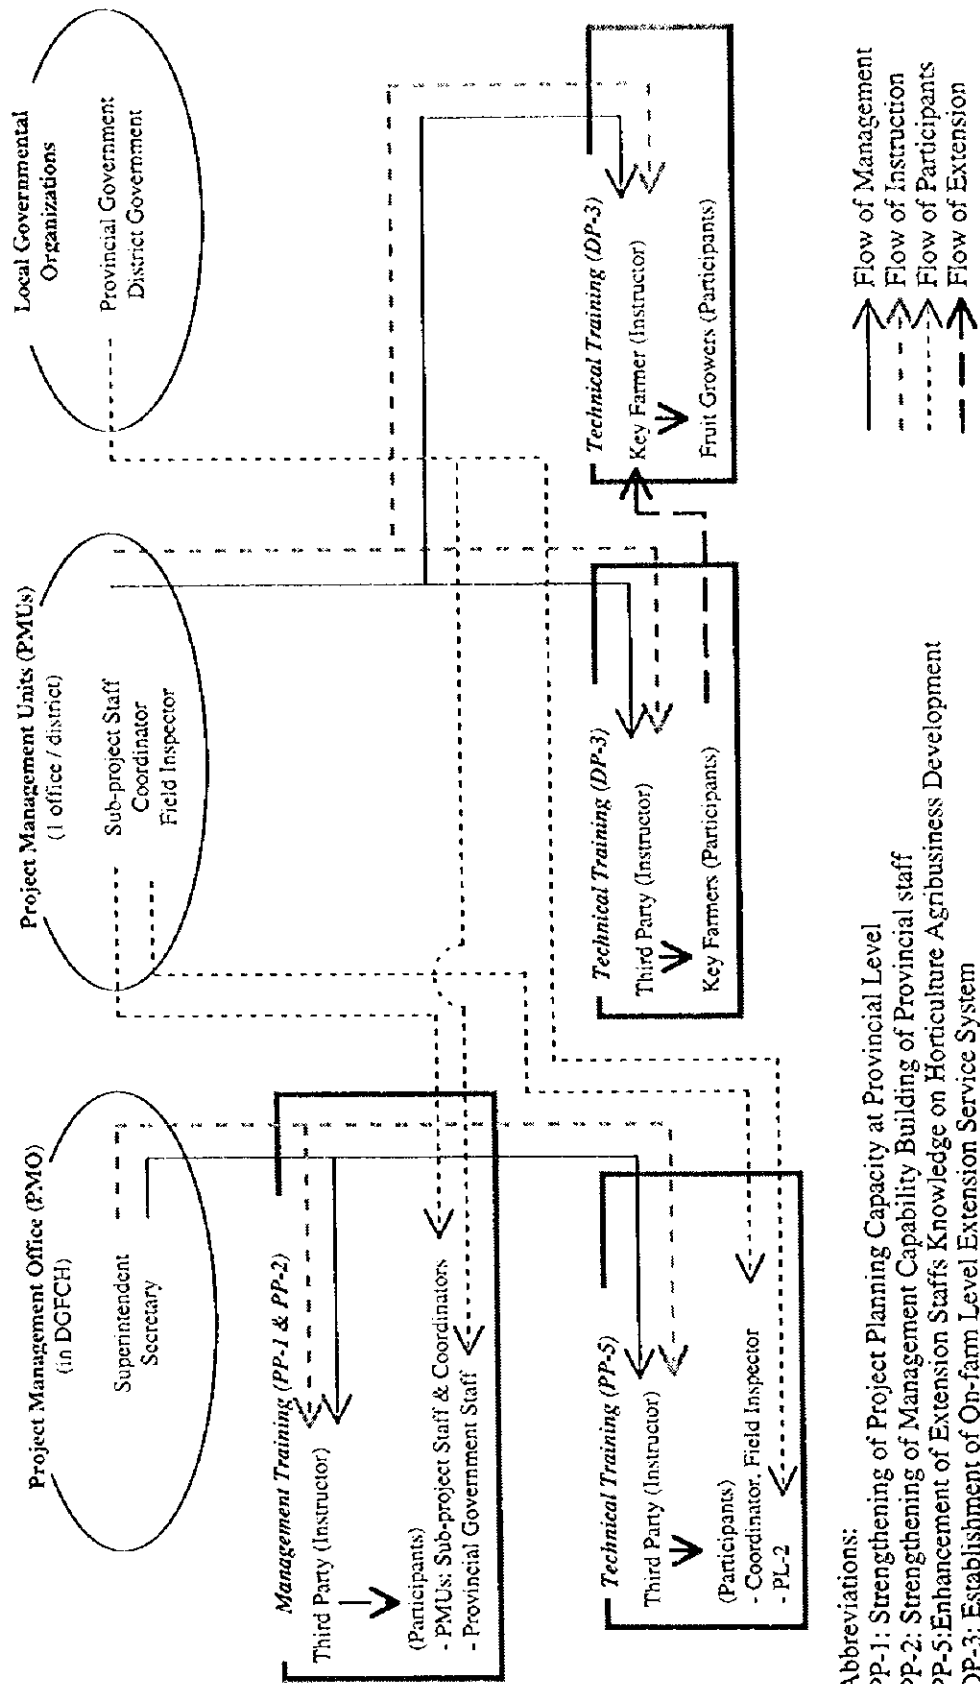 Project Management Office (PMO)
(in DGFCH)
Superintendent
Secretary
Project Management Units (PMUs)
(1 office / district)
Sub-project Staff
Coordinator
Field Inspector
Local Governmental
Organizations
Provincial Government
District Government
Management Training (PP-1 & PP-2)
Third Party (Instructor)
(Participants)
- PMUs: Sub-project Staff & Coordinators
- Provincial Government Staff
Technical Training (PP-5)
Third Party (Instructor)
(Participants)
- Coordinator, Field Inspector
- PL-2
Technical Training (DP-3)
Third Party (Instructor)
Key Farmers (Participants)
Technical Training (DP-3)
Key Farmer (Instructor)
Fruit Growers (Participants)
Flow of Management
Flow of Instruction
Flow of Participants
Flow of Extension
Abbreviations:
PP-1: Strengthening of Project Planning Capacity at Provincial Level
PP-2: Strengthening of Management Capability Building of Provincial staff
PP-5:Enhancement of Extension Staffs Knowledge on Horticulture Agribusiness Development
DP-3: Establishment of On-farm Level Extension Service System